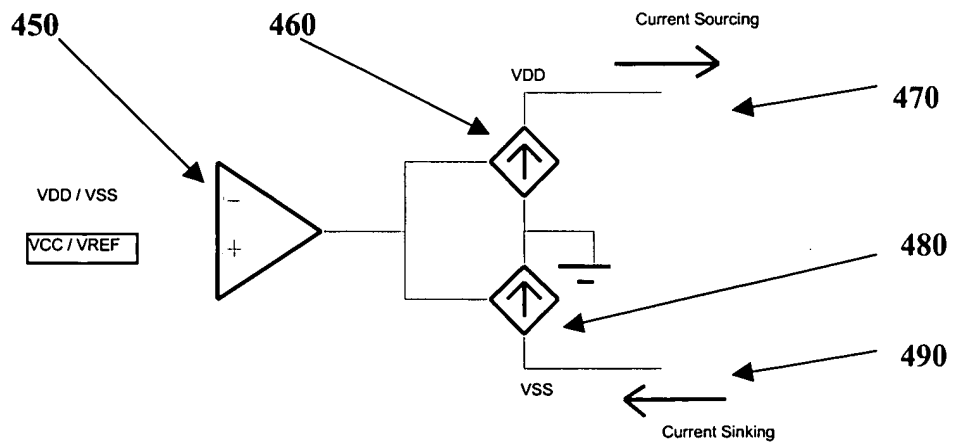 450
460
Current Sourcing
VDD
470
VDD / VSS
-
VCC / VREF
+
480
490
VSS
Current Sinking